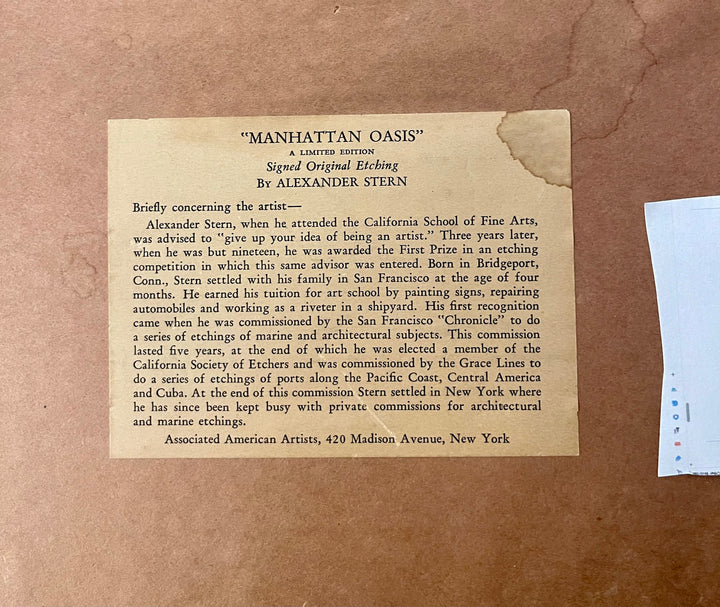 "MANHATTAN OASIS"
A LIMITED EDITION
Signed Original Etching
By ALEXANDER STERN
Briefly concerning the artist—
Alexander Stern, when he attended the California School of Fine Arts,
was advised to "give up your idea of being an artist." Three years later,
when he was but nineteen, he was awarded the First Prize in an etching
competition in which this same advisor was entered. Born in Bridgeport,
Conn., Stern settled with his family in San Francisco at the age of four
months. He earned his tuition for art school by painting signs, repairing
automobiles and working as a riveter in a shipyard. His first recognition
came when he was commissioned by the San Francisco "Chronicle" to do
a series of etchings of marine and architectural subjects. This commission
lasted five years, at the end of which he was elected a member of the
California Society of Etchers and was commissioned by the Grace Lines to
do a series of etchings of ports along the Pacific Coast, Central America
and Cuba. At the end of this commission Stern settled in New York where
he has since been kept busy with private commissions for architectural
and marine etchings.
Associated American Artists, 420 Madison Avenue, New York